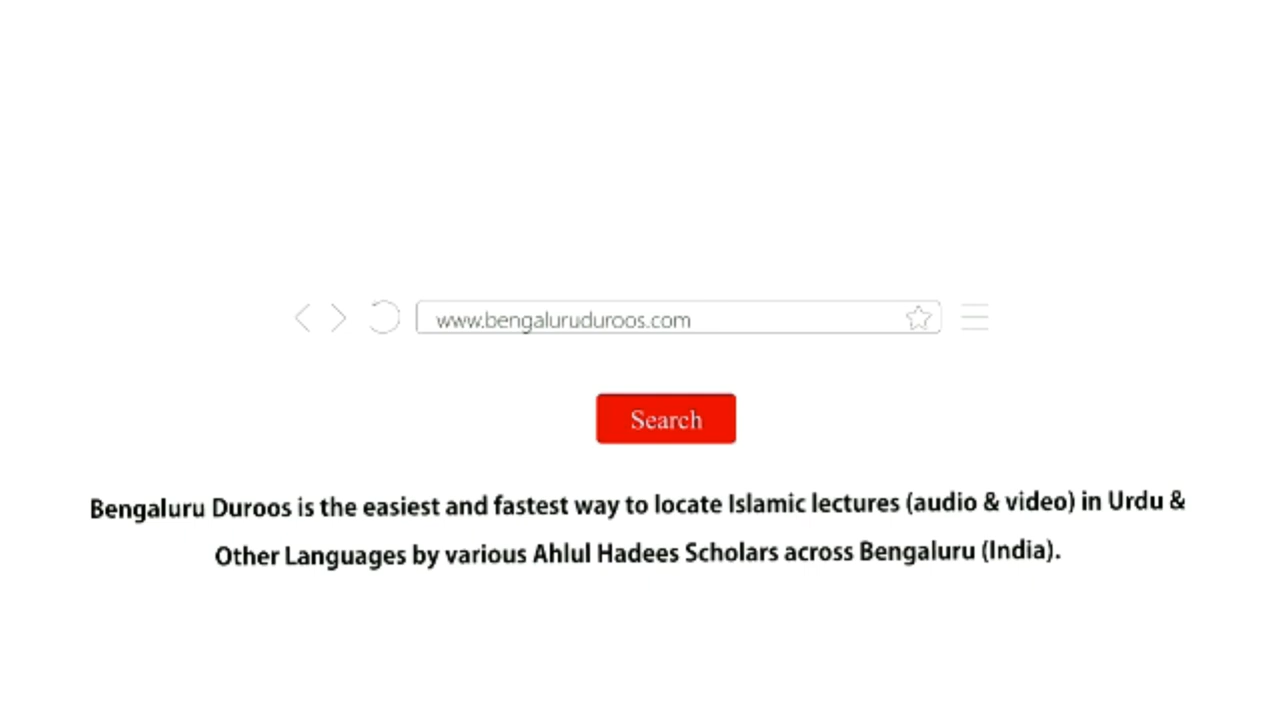 www.bengaluruduroos.com
Search
Bengaluru Duroos is the easiest and fastest way to locate Islamic lectures (audio & video) in Urdu &
Other Languages by various Ahlul Hadees Scholars across Bengaluru (India).